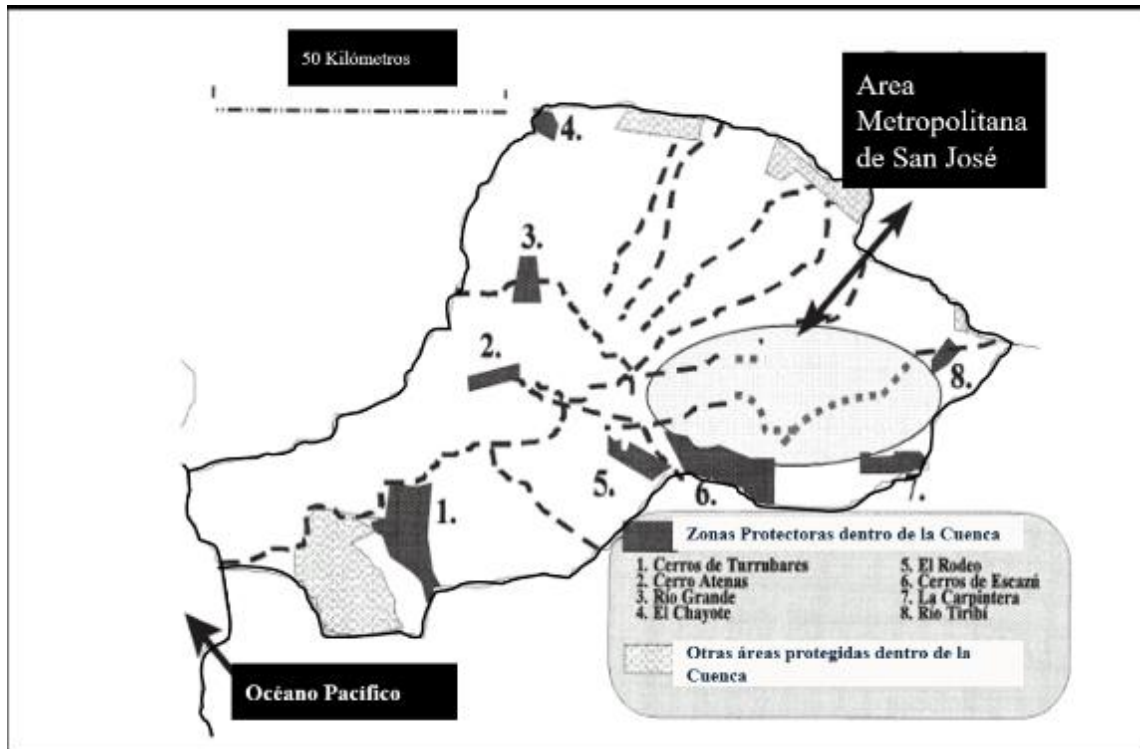 50 Kilómetros
Area
Metropolitana
de San José
4.
3.
2.
8.
5.
6.
1.
Zonas Protectoras dentro de la Cuenca
1. Cerros de Turrubares
2. Cerro Atenas
3. Río Grande
4. El Chayote
5. El Rodeo
6. Cerros de Escazú
7. La Carpintera
8. Río Tiribí
Otras áreas protegidas dentro de la
Cuenca
Océano Pacifico